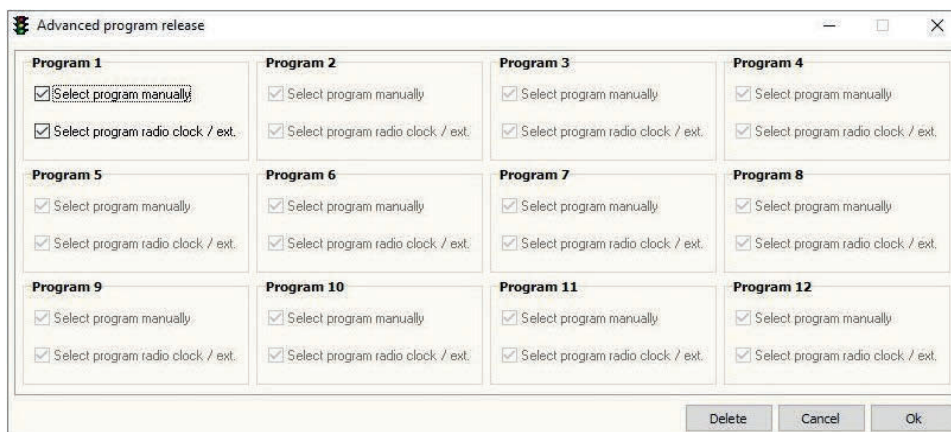 Advanced program release
Program 1
Select program manually
Select program radio clock / ext.
Program 2
Select program manually
Select program radio clock / ext.
Program 3
Select program manually
Select program radio clock / ext.
Program 4
Select program manually
Select program radio clock / ext.
Program 5
Select program manually
Select program radio clock / ext.
Program 6
Select program manually
Select program radio clock / ext.
Program 7
Select program manually
Select program radio clock / ext.
Program 8
Select program manually
Select program radio clock / ext.
Program 9
Select program manually
Select program radio clock / ext.
Program 10
Select program manually
Select program radio clock / ext.
Program 11
Select program manually
Select program radio clock / ext.
Program 12
Select program manually
Select program radio clock / ext.
Delete
Cancel
Ok